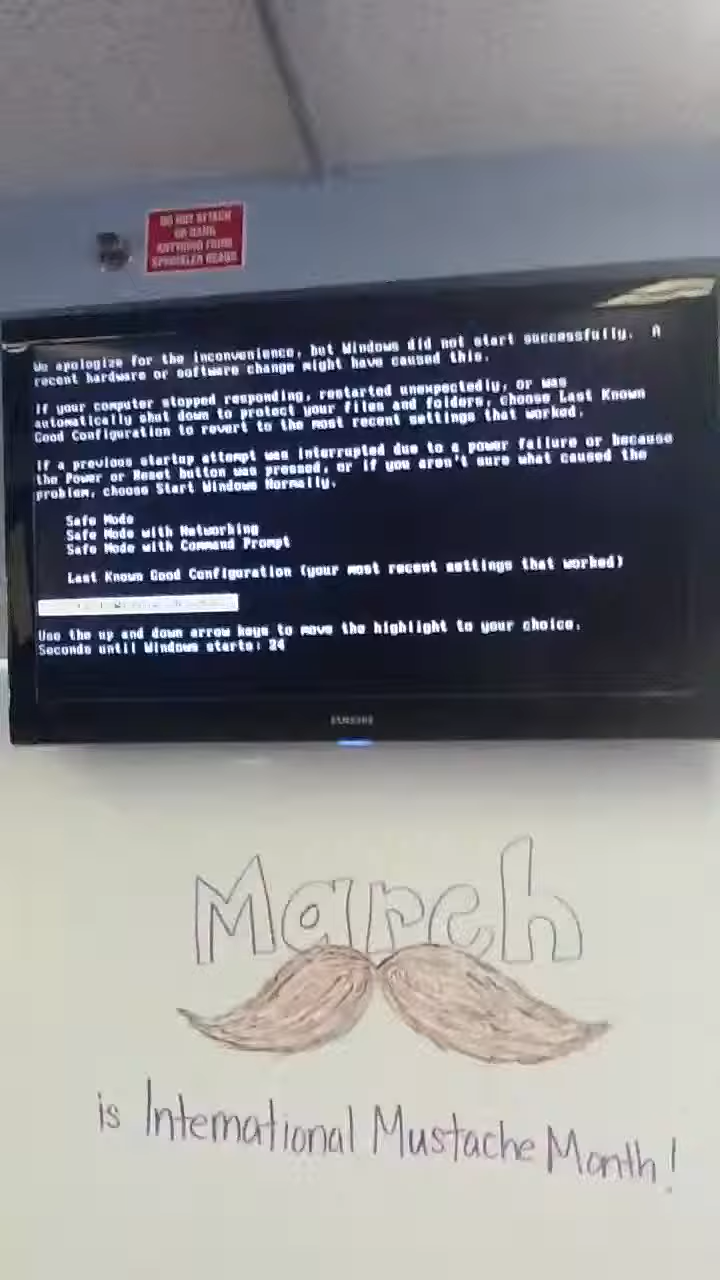 DO NOT ATTACH
OR HANG
ANYTHING FROM
SPRINKLER HEADS
We apologize for the inconvenience, but Windows did not start successfully. A
recent hardware or software change might have caused this.
If your computer stopped responding, restarted unexpectedly, or was
automatically shut down to protect your files and folders, choose Last Known
Good Configuration to revert to the most recent settings that worked.
If a previous startup attempt was interrupted due to a power failure or because
the Power or Reset button was pressed, or if you aren't sure what caused the
problem, choose Start Windows Normally.
Safe Mode
Safe Mode with Networking
Safe Mode with Command Prompt
Last Known Good Configuration (your most recent settings that worked)
Use the up and down arrow keys to move the highlight to your choice.
Seconds until Windows starts: 24
SAMSUNG
March
is International Mustache Month!